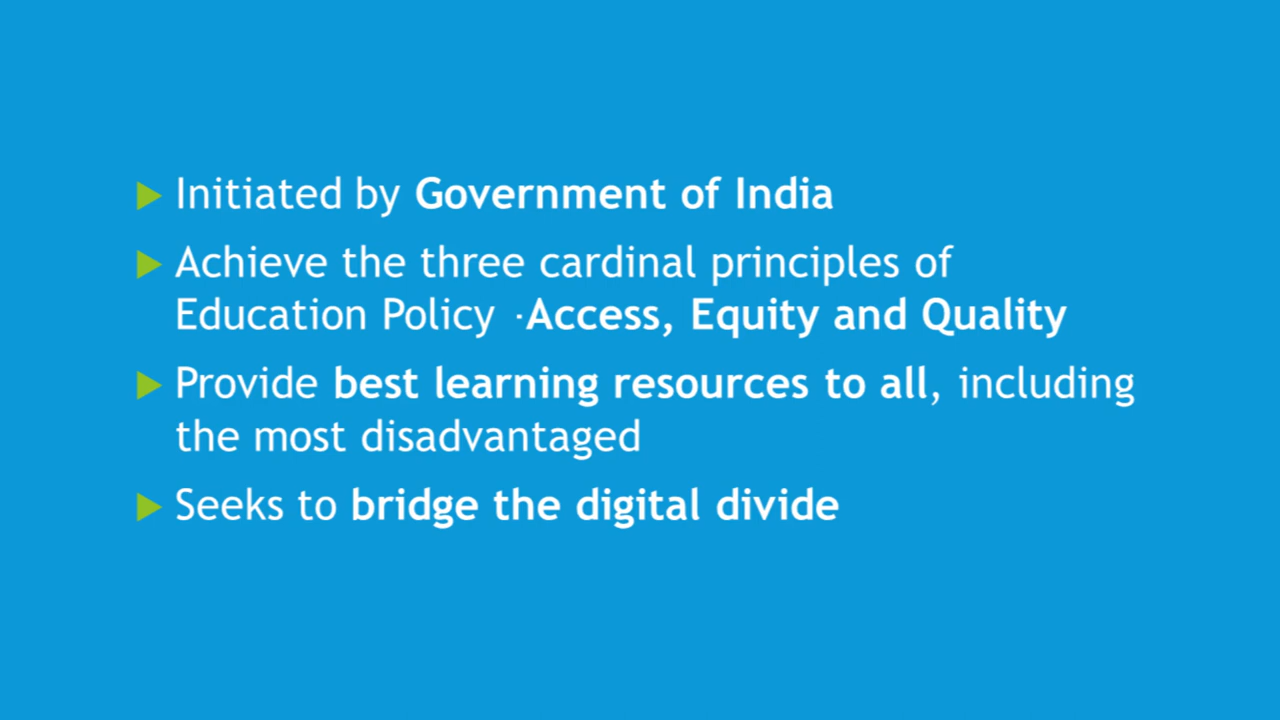 Initiated by Government of India
Achieve the three cardinal principles of
Education Policy ·Access, Equity and Quality
Provide best learning resources to all, including
the most disadvantaged
Seeks to bridge the digital divide